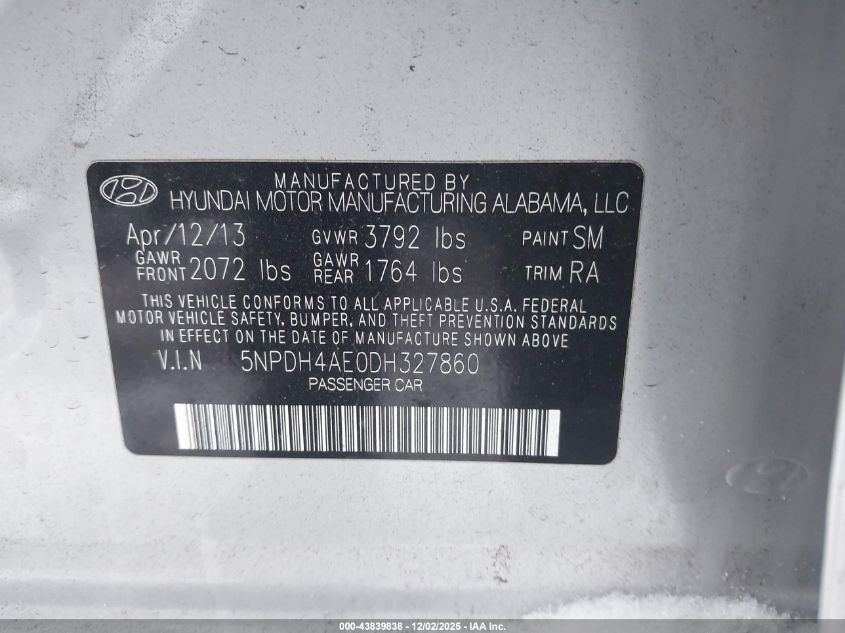 MANUFACTURED BY
HYUNDAI MOTOR MANUFACTURING ALABAMA, LLC
Apr/12/13 GVWR 3792 lbs PAINT SM
GAWR FRONT 2072 lbs GAWR REAR 1764 lbs TRIM RA
THIS VEHICLE CONFORMS TO ALL APPLICABLE U.S.A. FEDERAL
MOTOR VEHICLE SAFETY, BUMPER, AND THEFT PREVENTION STANDARDS
IN EFFECT ON THE DATE OF MANUFACTURE SHOWN ABOVE
V.I.N 5NPDH4AE0DH327860
PASSENGER CAR
000-43839838 - 12/02/2025 - IAA Inc.